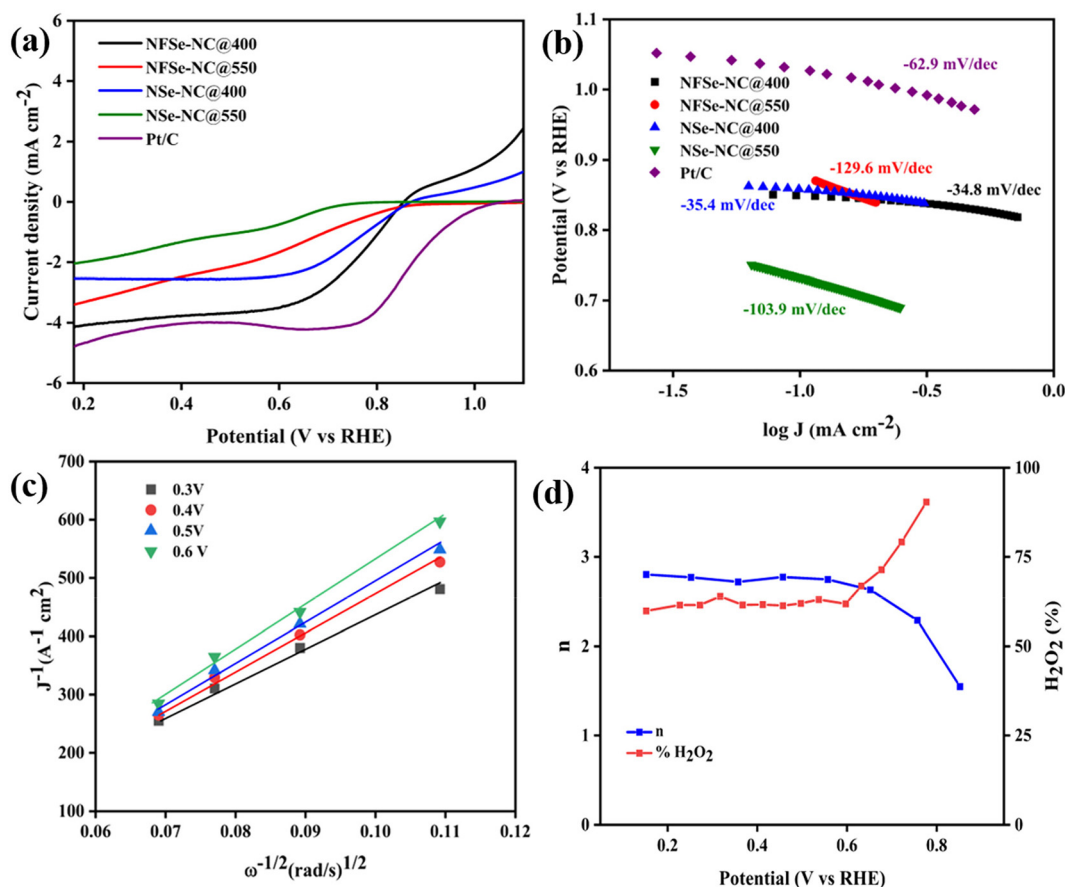 (a)
NFSe-NC@400
NFSe-NC@550
NSe-NC@400
NSe-NC@550
Pt/C
Current density (mA cm⁻²)
6
4
2
0
-2
-4
-6
0.2 0.4 0.6 0.8 1.0
Potential (V vs RHE)
(b)
-62.9 mV/dec
NFSe-NC@400
NFSe-NC@550
NSe-NC@400
NSe-NC@550
Pt/C
-129.6 mV/dec
-34.8 mV/dec
-35.4 mV/dec
-103.9 mV/dec
Potential (V vs RHE)
1.1
1.0
0.9
0.8
0.7
0.6
-1.5 -1.0 -0.5 0.0
log J (mA cm⁻²)
(c)
0.3V
0.4V
0.5V
0.6 V
J⁻¹(A⁻¹ cm²)
700
600
500
400
300
200
100
0.06 0.07 0.08 0.09 0.10 0.11 0.12
ω⁻¹/²(rad/s)¹/²
(d)
n
% H₂O₂
n
4
3
2
1
0
H₂O₂ (%)
100
75
50
25
0
0.0 0.2 0.4 0.6 0.8
Potential (V vs RHE)